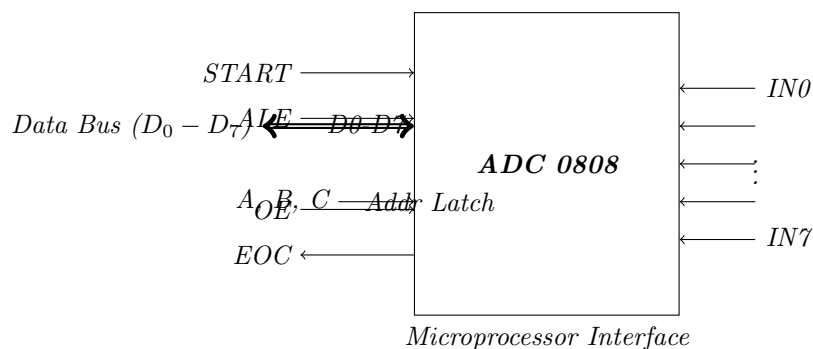 START
IN0
ALE
Data Bus (D₀ − D₇)
D0-D7
ADC 0808
⋮
A, B, C
Addr Latch
OE
IN7
EOC
Microprocessor Interface